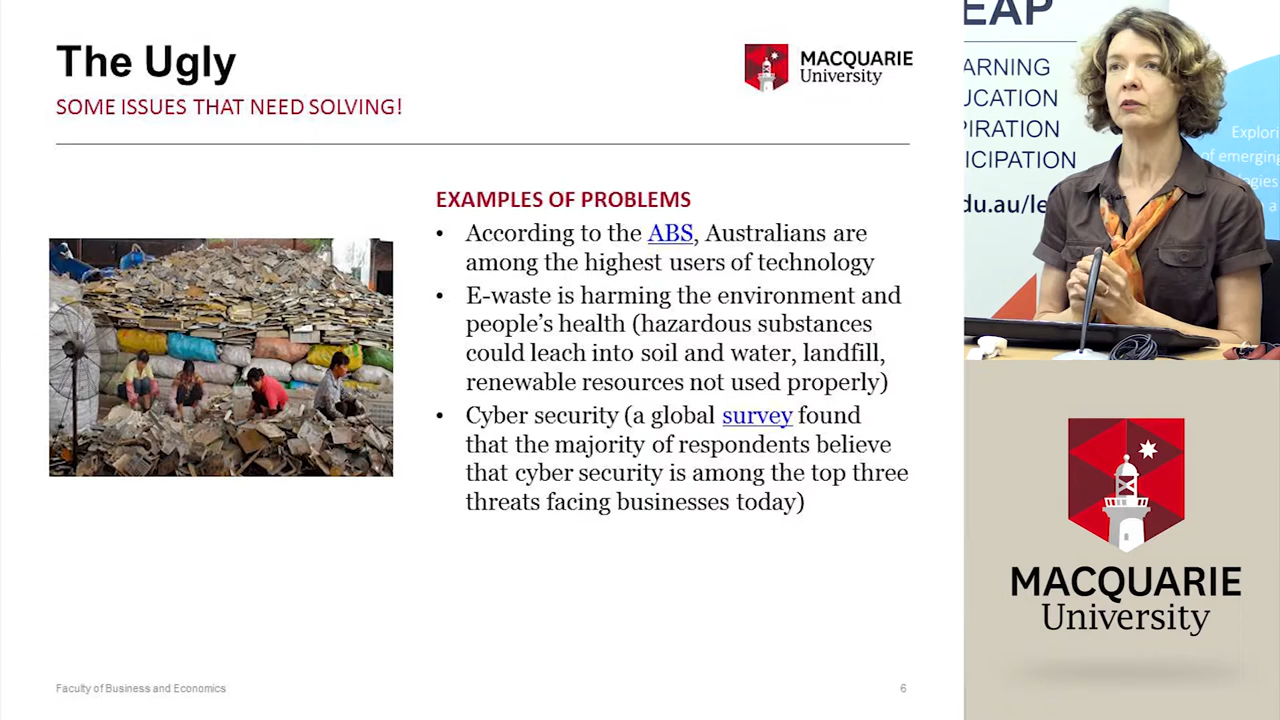 The Ugly
SOME ISSUES THAT NEED SOLVING!
MACQUARIE
University
EXAMPLES OF PROBLEMS
• According to the ABS, Australians are
among the highest users of technology
• E-waste is harming the environment and
people's health (hazardous substances
could leach into soil and water, landfill,
renewable resources not used properly)
• Cyber security (a global survey found
that the majority of respondents believe
that cyber security is among the top three
threats facing businesses today)
Faculty of Business and Economics
6
EAP
ARNING
UCATION
PIRATION
ICIPATION
du.au/le
Explori
of emerging
ologies
a
MACQUARIE
University